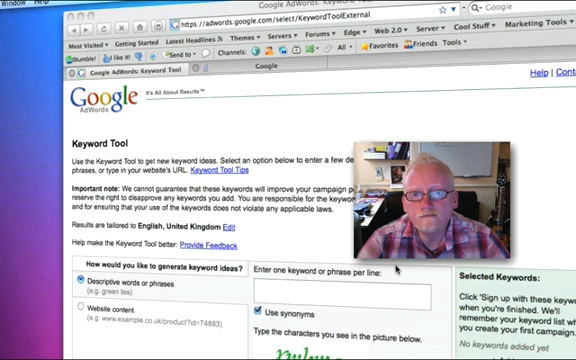 Window Help
Google AdWords: Keyword Tool
https://adwords.google.com/select/KeywordToolExternal
Google
Most Visited Getting Started Latest Headlines Themes Servers Forums Edge Web 2.0 Server Cool Stuff Marketing Tools
Stumble! I like it! Send to Channels: All Favorites Friends Tools
Google AdWords: Keyword Tool Google
Help | Cont
Google
AdWords
It's All About Results™
Keyword Tool
Use the Keyword Tool to get new keyword ideas. Select an option below to enter a few de
phrases, or type in your website's URL. Keyword Tool Tips
Important note: We cannot guarantee that these keywords will improve your campaign p
reserve the right to disapprove any keywords you add. You are responsible for the keywor
and for ensuring that your use of the keywords does not violate any applicable laws.
Results are tailored to English, United Kingdom Edit
Help make the Keyword Tool better: Provide Feedback
How would you like to generate keyword ideas?
Descriptive words or phrases
(e.g. green tea)
Website content
(e.g. www.example.co.uk/product?id=74893)
Enter one keyword or phrase per line:
Use synonyms
Type the characters you see in the picture below.
Selected Keywords:
Click 'Sign up with these keyw
when you're finished. We'll
remember your keyword list wh
you create your first campaign.
No keywords added yet